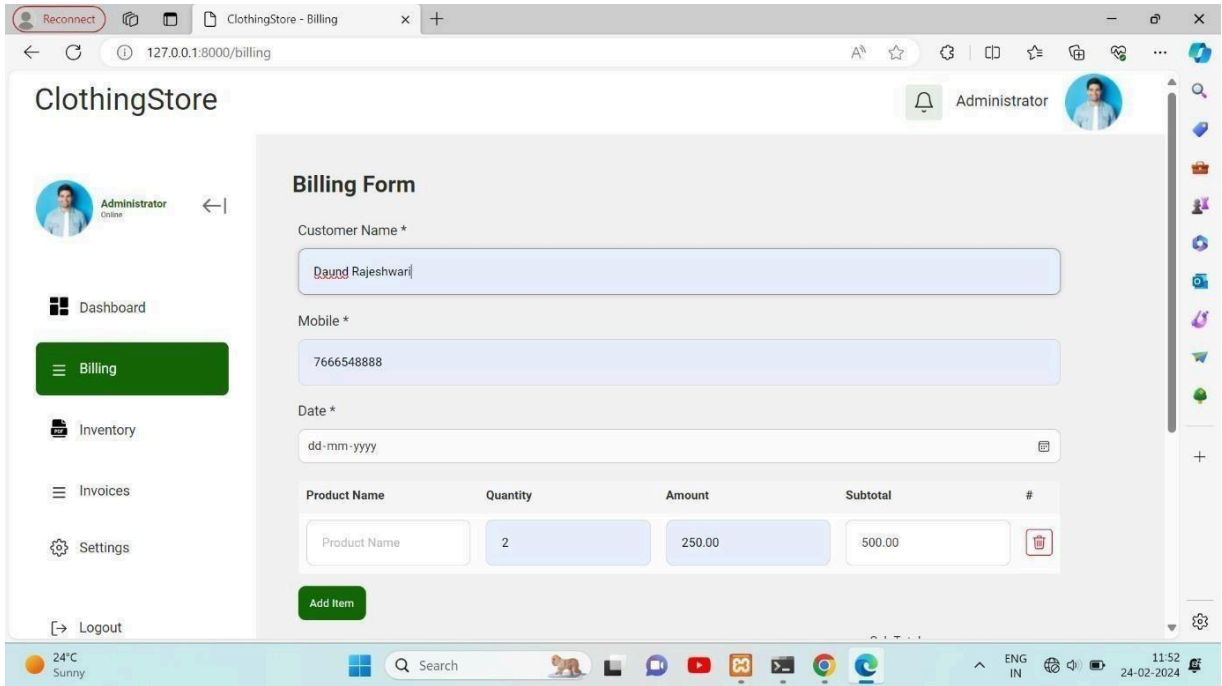 Reconnect
ClothingStore - Billing
127.0.0.1:8000/billing
ClothingStore
Administrator
Administrator
Online
Dashboard
Billing
Inventory
Invoices
Settings
Logout
Billing Form
Customer Name *
Daund Rajeshwari
Mobile *
7666548888
Date *
dd-mm-yyyy
Product Name Quantity Amount Subtotal #
Product Name 2 250.00 500.00
Add Item
24°C
Sunny
Search
ENG
IN
11:52
24-02-2024